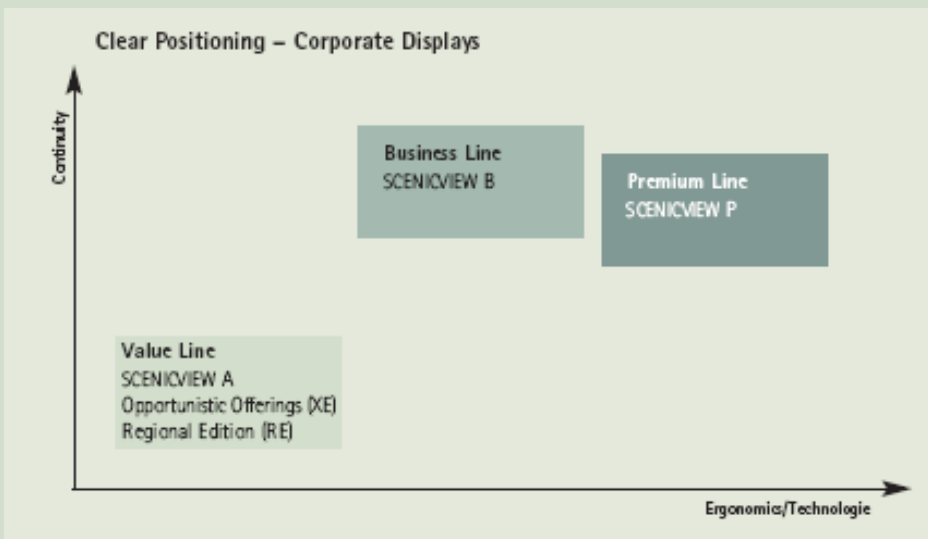 Clear Positioning – Corporate Displays
Continuity
Business Line
SCENICVIEW B
Premium Line
SCENICVIEW P
Value Line
SCENICVIEW A
Opportunistic Offerings (XE)
Regional Edition (RE)
Ergonomics/Technologie